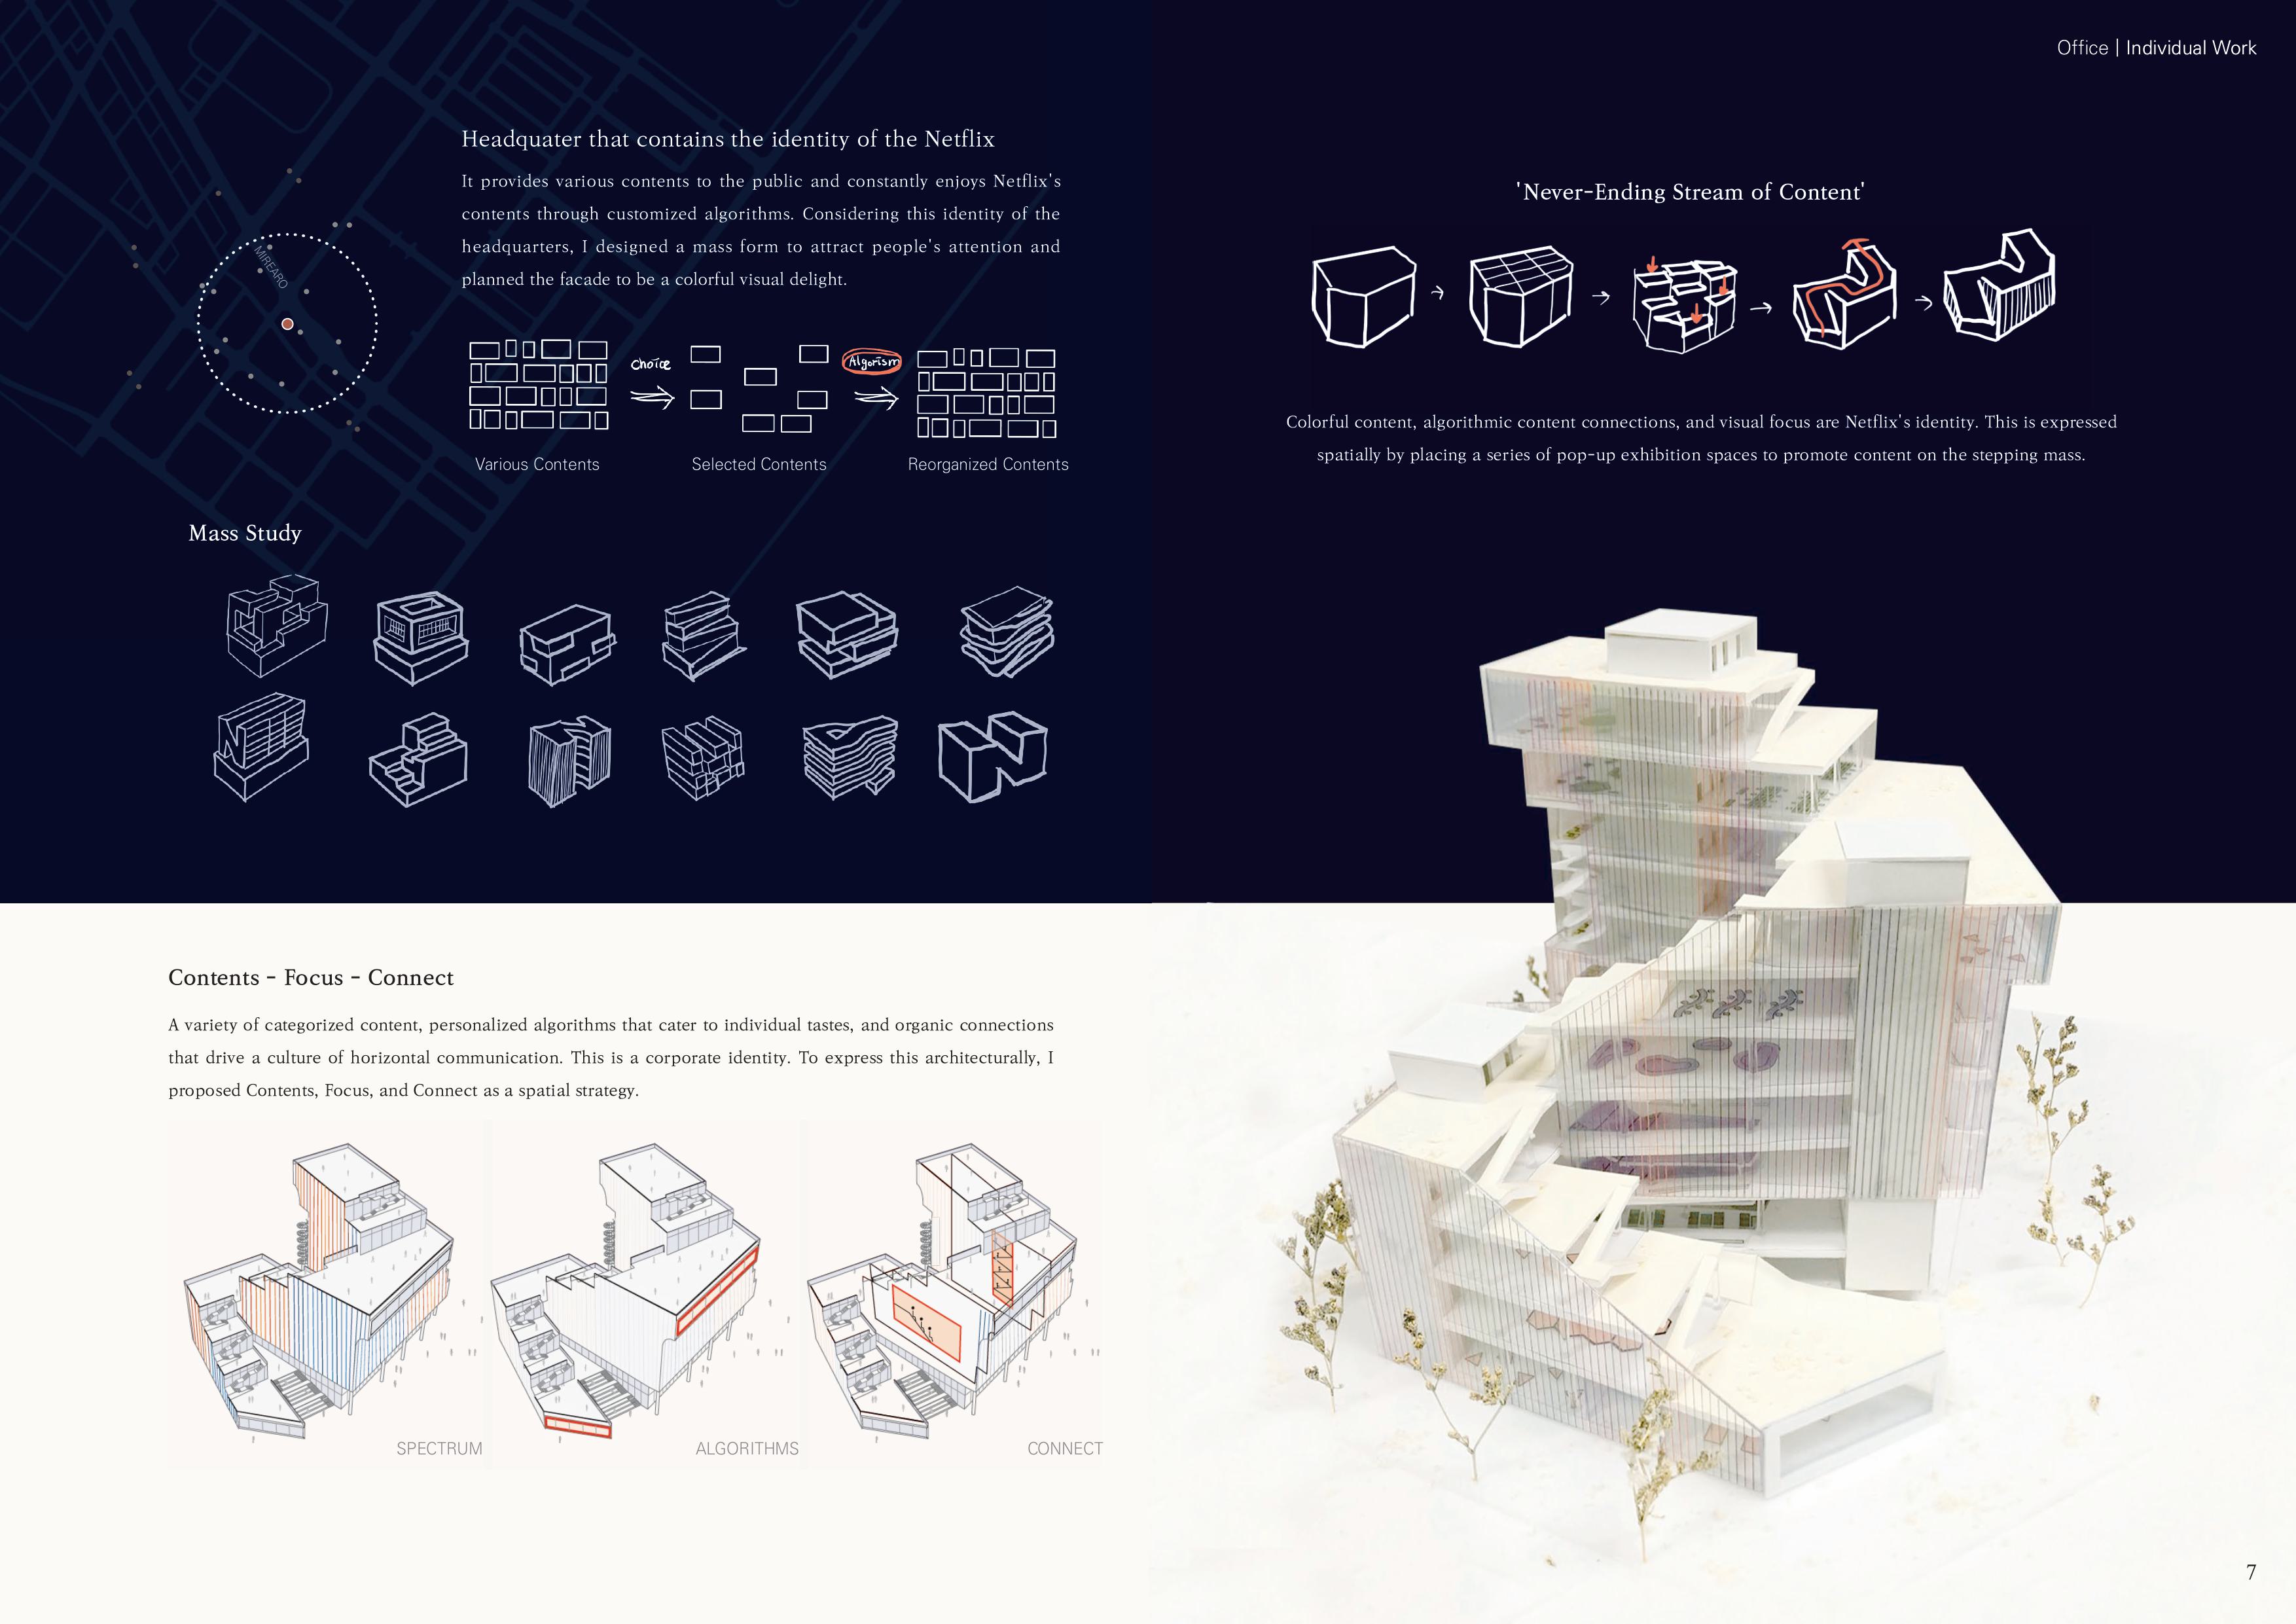 Office | Individual Work
Headquater that contains the identity of the Netflix
It provides various contents to the public and constantly enjoys Netflix's
contents through customized algorithms. Considering this identity of the
headquarters, I designed a mass form to attract people's attention and
planned the facade to be a colorful visual delight.
MIREARO
Choice
Algorism
Various Contents
Selected Contents
Reorganized Contents
Mass Study
'Never-Ending Stream of Content'
Colorful content, algorithmic content connections, and visual focus are Netflix's identity. This is expressed
spatially by placing a series of pop-up exhibition spaces to promote content on the stepping mass.
Contents - Focus - Connect
A variety of categorized content, personalized algorithms that cater to individual tastes, and organic connections
that drive a culture of horizontal communication. This is a corporate identity. To express this architecturally, I
proposed Contents, Focus, and Connect as a spatial strategy.
SPECTRUM
ALGORITHMS
CONNECT
7